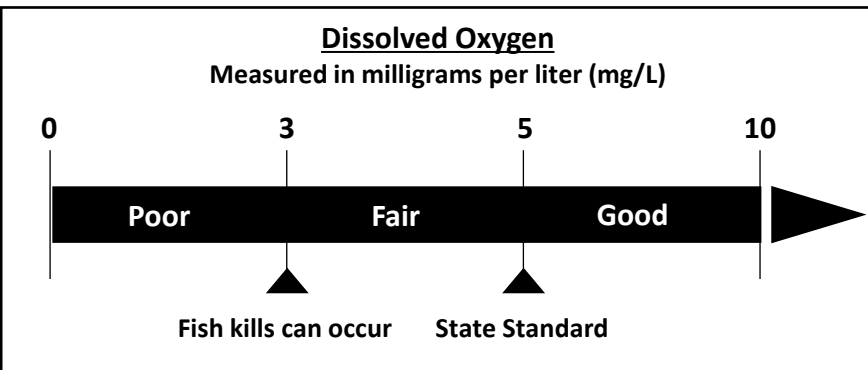 Dissolved Oxygen
Measured in milligrams per liter (mg/L)
0 3 5 10
Poor Fair Good
Fish kills can occur State Standard